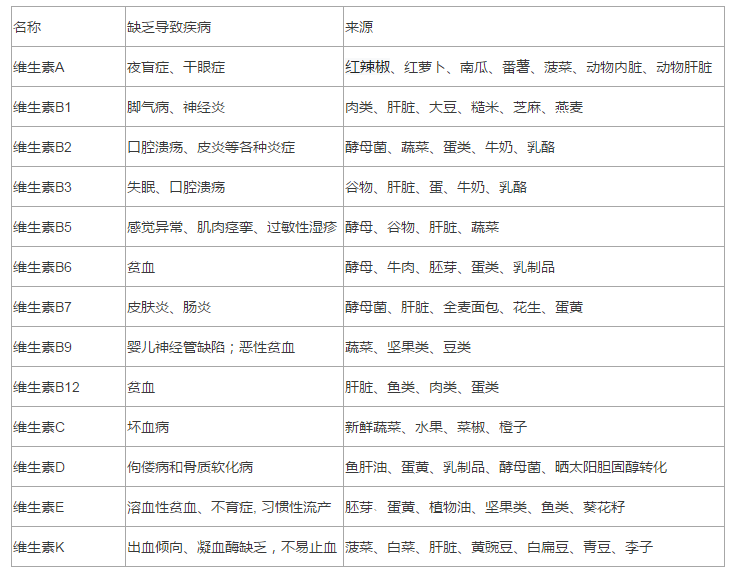 名称 缺乏导致疾病 来源
维生素A 夜盲症、干眼症 红辣椒、红萝卜、南瓜、番薯、菠菜、动物内脏、动物肝脏
维生素B1 脚气病、神经炎 肉类、肝脏、大豆、糙米、芝麻、燕麦
维生素B2 口腔溃疡、皮炎等各种炎症 酵母菌、蔬菜、蛋类、牛奶、乳酪
维生素B3 失眠、口腔溃疡 谷物、肝脏、蛋、牛奶、乳酪
维生素B5 感觉异常、肌肉痉挛、过敏性湿疹 酵母、谷物、肝脏、蔬菜
维生素B6 贫血 酵母、牛肉、胚芽、蛋类、乳制品
维生素B7 皮肤炎、肠炎 酵母菌、肝脏、全麦面包、花生、蛋黄
维生素B9 婴儿神经管缺陷；恶性贫血 蔬菜、坚果类、豆类
维生素B12 贫血 肝脏、鱼类、肉类、蛋类
维生素C 坏血病 新鲜蔬菜、水果、菜椒、橙子
维生素D 佝偻病和骨质软化病 鱼肝油、蛋黄、乳制品、酵母菌、晒太阳胆固醇转化
维生素E 溶血性贫血、不育症, 习惯性流产 胚芽、蛋黄、植物油、坚果类、鱼类、葵花籽
维生素K 出血倾向、凝血酶缺乏，不易止血 菠菜、白菜、肝脏、黄豌豆、白扁豆、青豆、李子